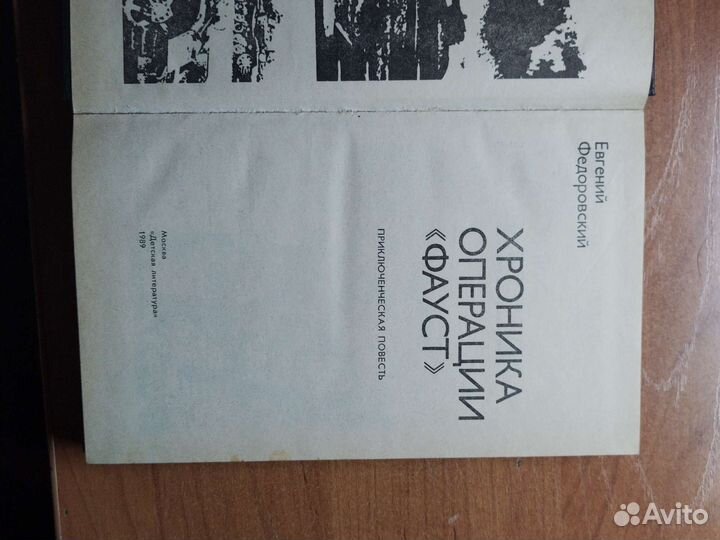 Евгений
Федоровский
ХРОНИКА
ОПЕРАЦИИ
«ФАУСТ»
ПРИКЛЮЧЕНЧЕСКАЯ ПОВЕСТЬ
Москва
«Детская литература»
1989
Avito